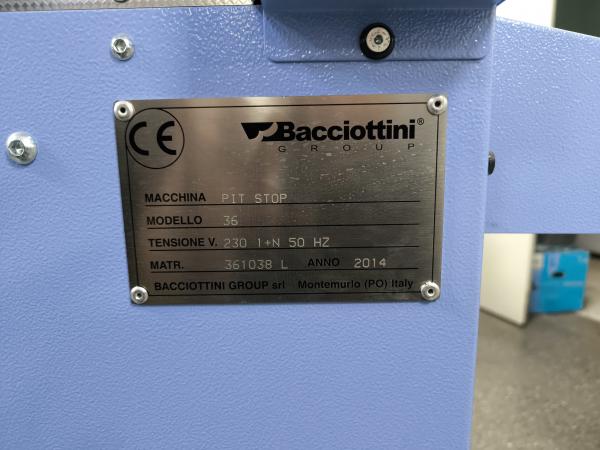 CE
Bacciottini®
GROUP
MACCHINA PIT STOP
MODELLO 36
TENSIONE V. 230 1+N 50 HZ
MATR. 361038 L ANNO 2014
BACCIOTTINI GROUP srl Montemurlo (PO) Italy